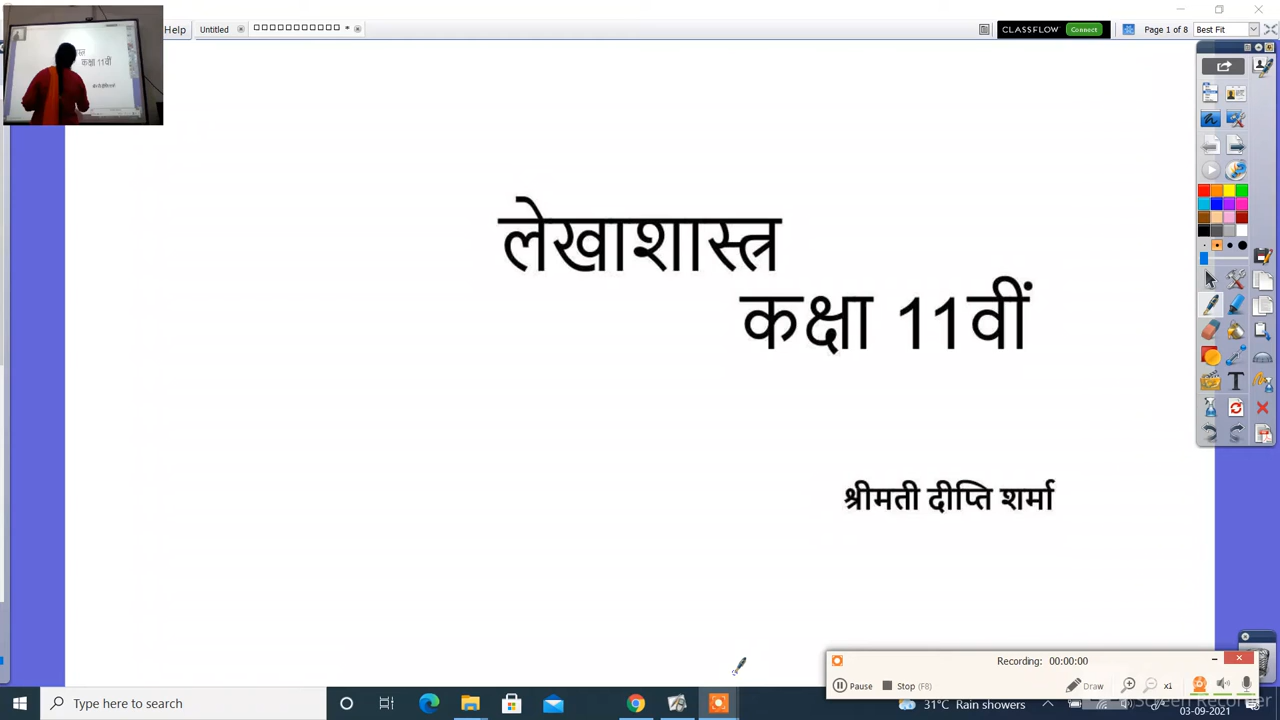 Help
Untitled
CLASSFLOW Connect
Page 1 of 8
Best Fit
लेखाशास्त्र
कक्षा 11वीं
श्रीमती दीप्ति शर्मा
Recording: 00:00:00
Pause
Stop (F8)
Draw
x1
Type here to search
31°C Rain showers
03-09-2021